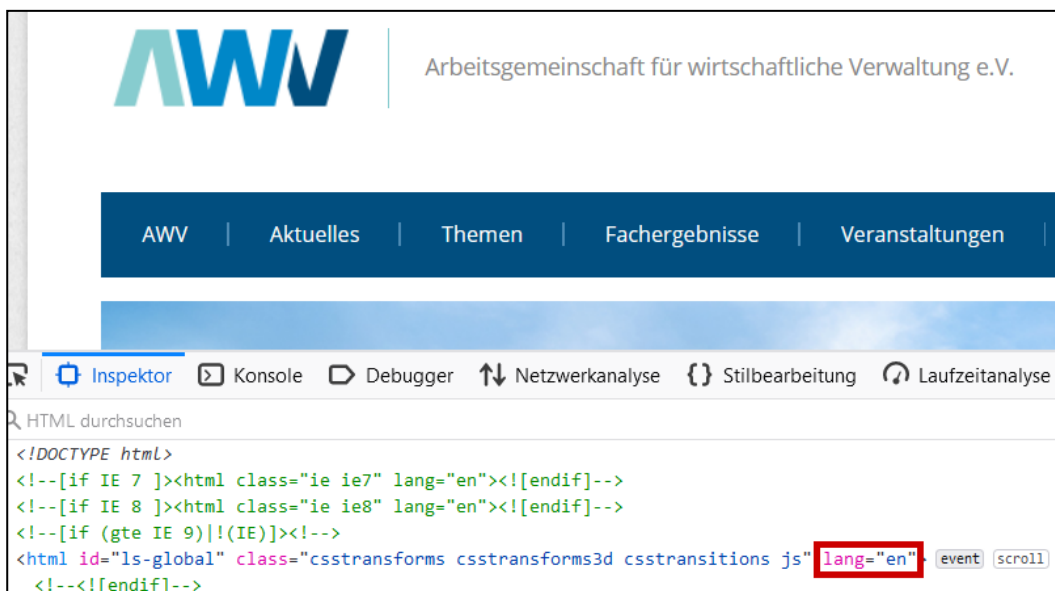 AWV
Arbeitsgemeinschaft für wirtschaftliche Verwaltung e.V.
AWV | Aktuelles | Themen | Fachergebnisse | Veranstaltungen |
Inspektor Konsole Debugger Netzwerkanalyse {} Stilbearbeitung Laufzeitanalyse
HTML durchsuchen
<!DOCTYPE html>
<!--[if IE 7 ]><html class="ie ie7" lang="en"><![endif]-->
<!--[if IE 8 ]><html class="ie ie8" lang="en"><![endif]-->
<!--[if (gte IE 9)|!(IE)]><!-->
<html id="ls-global" class="csstransforms csstransforms3d csstransitions js" lang="en"> event scroll
<!--<![endif]-->